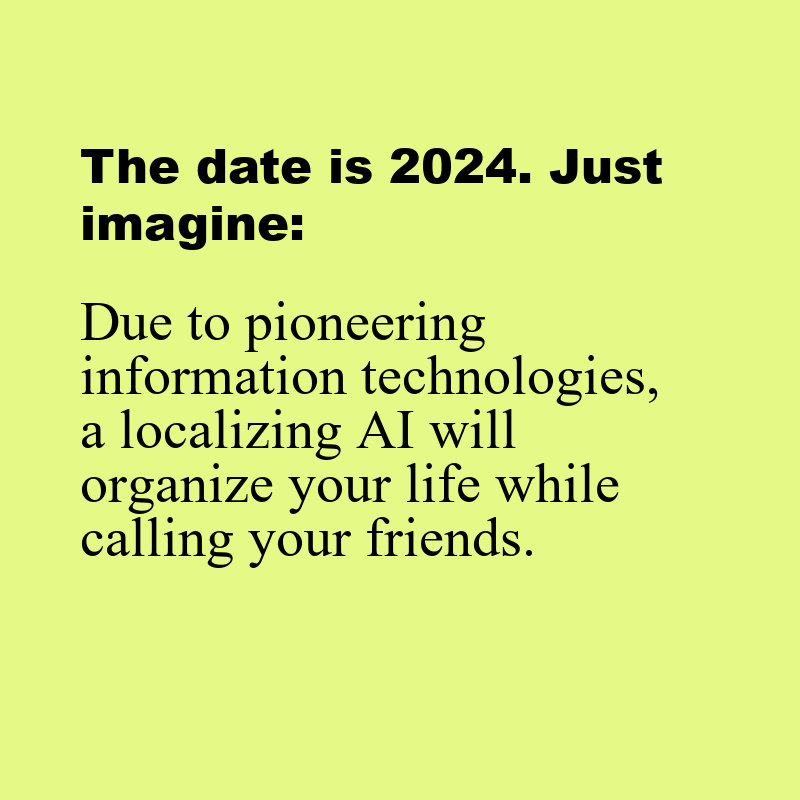 The date is 2024. Just
imagine:
Due to pioneering
information technologies,
a localizing AI will
organize your life while
calling your friends.